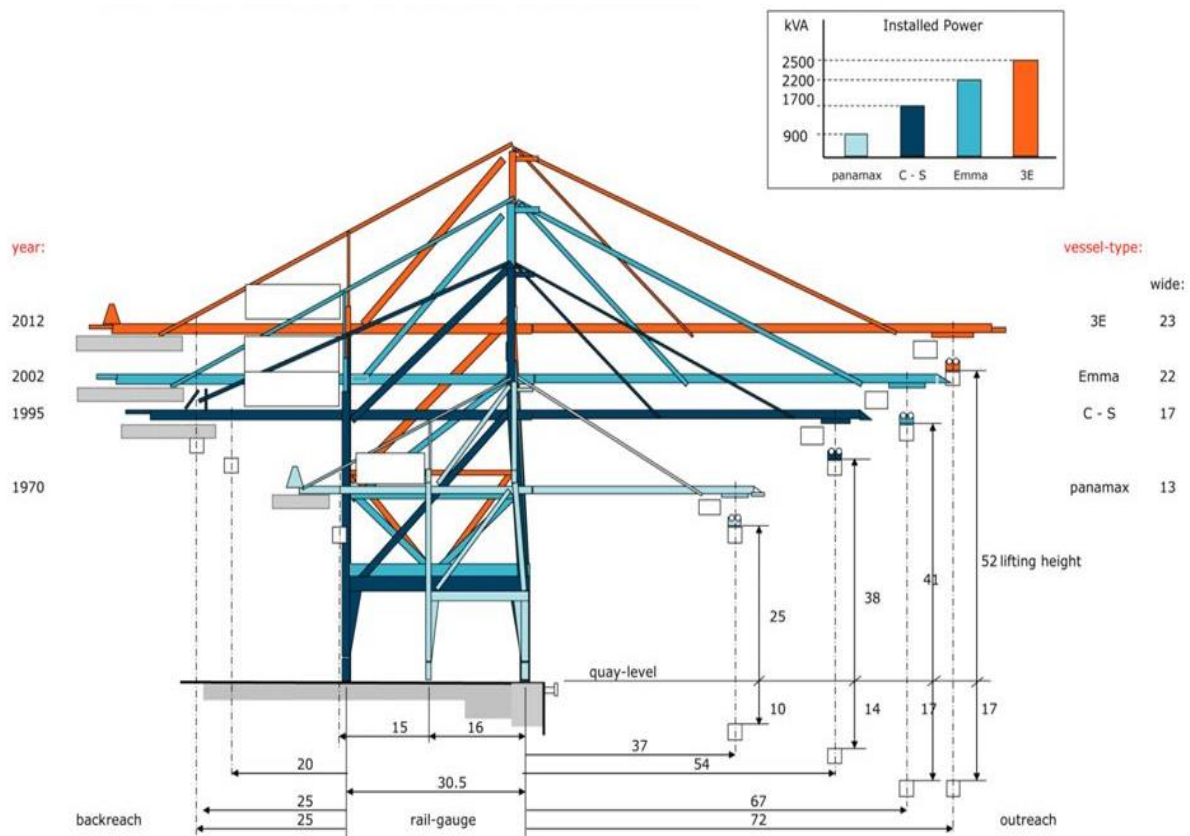 kVA Installed Power
2500
2200
1700
900
panamax C - S Emma 3E
year: vessel-type:
wide:
2012 3E 23
2002 Emma 22
1995 C - S 17
1970 panamax 13
52 lifting height
41
38
25
quay-level
10 14 17 17
15 16
37
20 54
30.5
25 67
backreach 25 rail-gauge 72 outreach